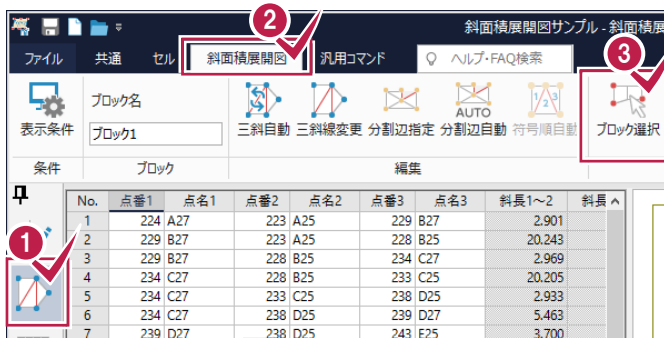 2
斜面積展開図サンプル - 斜面積展
ファイル 共通 セル 斜面積展開図 汎用コマンド ヘルプ・FAQ検索
3
ブロック名
ブロック1
表示条件 三斜自動 三斜線変更 分割辺指定 AUTO 分割辺自動 符号順自動 ブロック選択
条件 ブロック 編集
No. 点番1 点名1 点番2 点名2 点番3 点名3 斜長1～2 斜長
1 224 A27 223 A25 229 B27 2.901
2 229 B27 223 A25 228 B25 20.243
3 229 B27 228 B25 234 C27 2.969
4 234 C27 228 B25 233 C25 20.205
5 234 C27 233 C25 238 D25 2.933
6 234 C27 238 D25 239 D27 5.463
7 239 D27 238 D25 243 E25 3.700
1